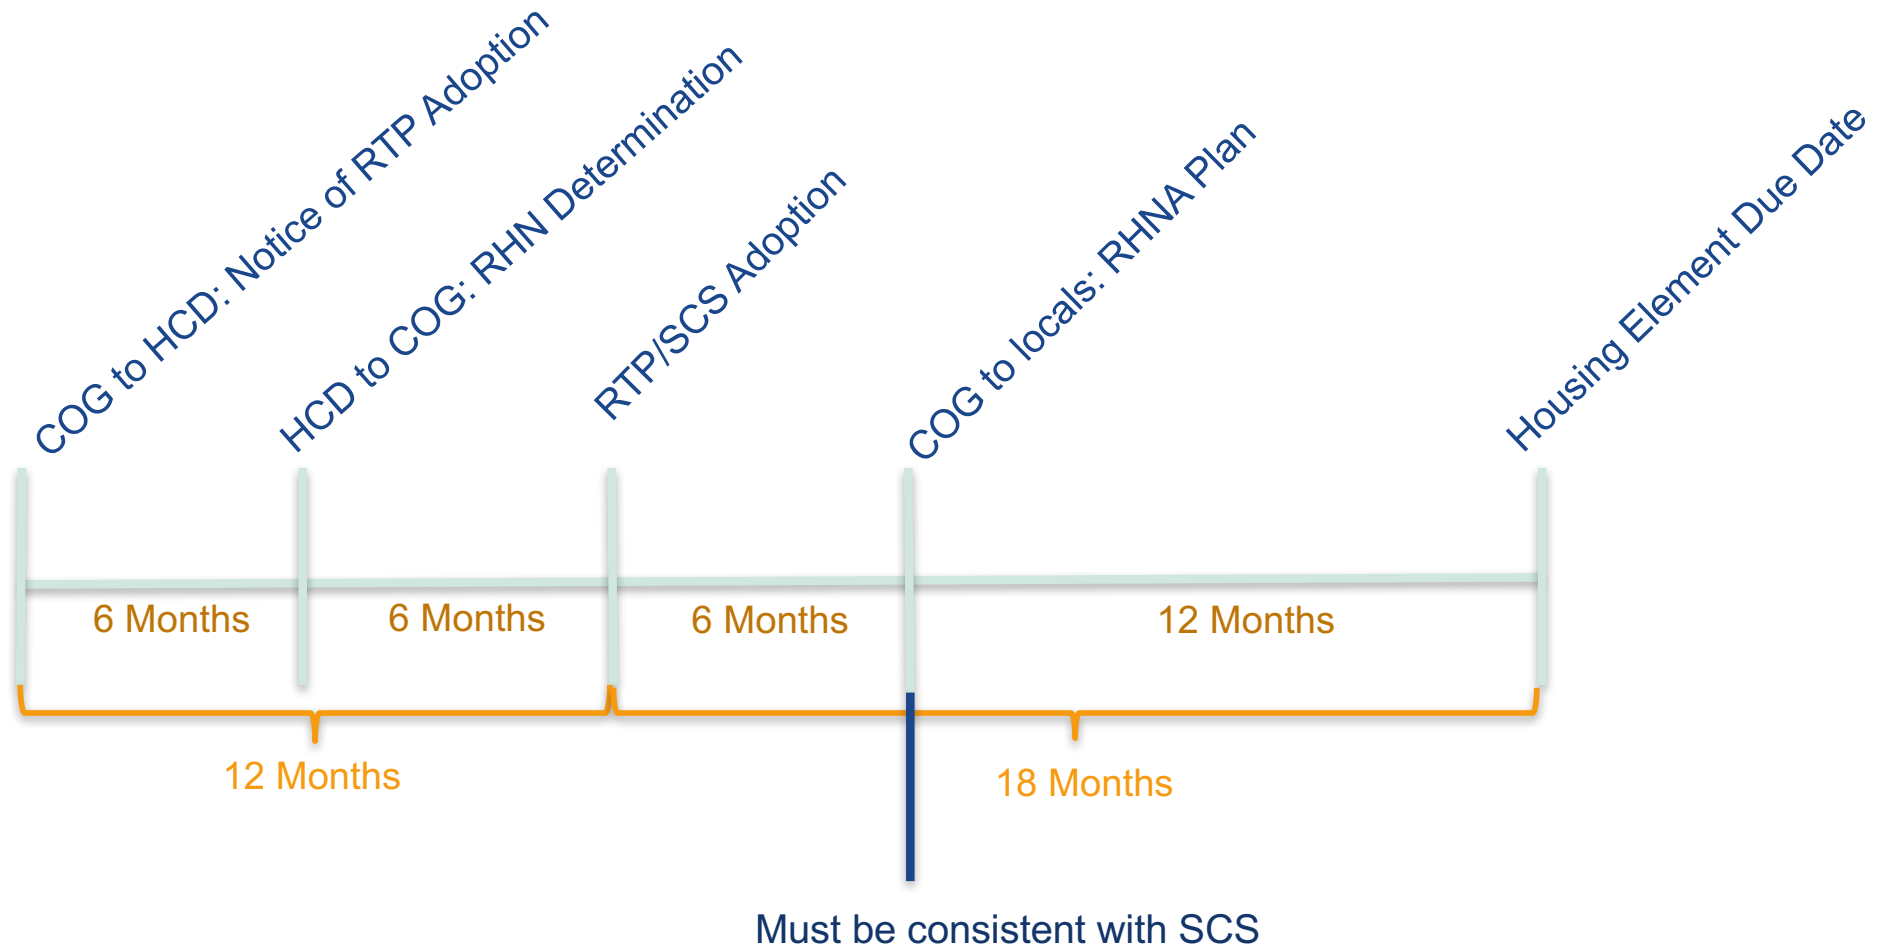 COG to HCD: Notice of RTP Adoption
HCD to COG: RHN Determination
RTP/SCS Adoption
COG to locals: RHNA Plan
Housing Element Due Date
6 Months
6 Months
6 Months
12 Months
12 Months
18 Months
Must be consistent with SCS